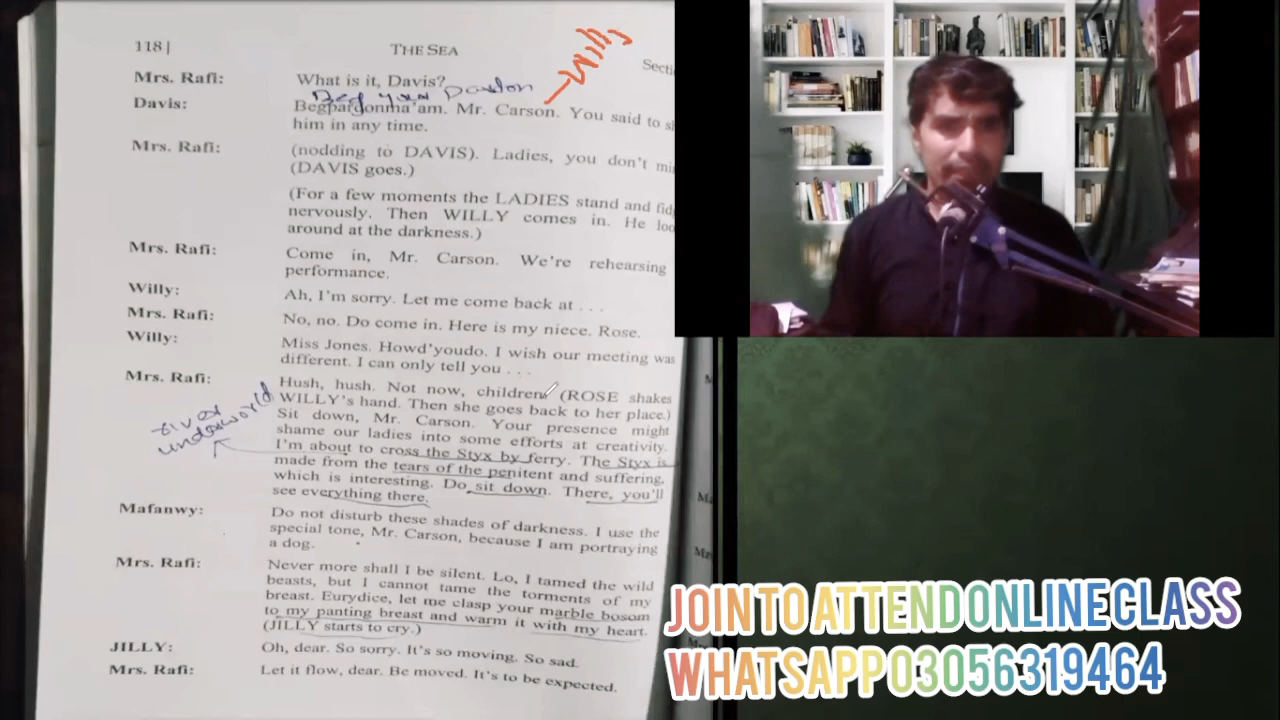 118|
THE SEA
Willy
Secti
Mrs. Rafi: What is it, Davis?
Beg your pardon
Davis: Begpardonma'am. Mr. Carson. You said to s
him in any time.
Mrs. Rafi: (nodding to DAVIS). Ladies, you don't mi
(DAVIS goes.)
(For a few moments the LADIES stand and fid
nervously. Then WILLY comes in. He loo
around at the darkness.)
Mrs. Rafi: Come in, Mr. Carson. We're rehearsing
performance.
Willy: Ah, I'm sorry. Let me come back at . . .
Mrs. Rafi: No, no. Do come in. Here is my niece. Rose.
Willy: Miss Jones. Howd'youdo. I wish our meeting was
different. I can only tell you . . .
Mrs. Rafi: Hush, hush. Not now, children. (ROSE shakes
WILLY's hand. Then she goes back to her place.)
Sit down, Mr. Carson. Your presence might
shame our ladies into some efforts at creativity.
I'm about to cross the Styx by ferry. The Styx is
made from the tears of the penitent and suffering,
which is interesting. Do sit down. There, you'll
see everything there.
river
underworld
Mafanwy: Do not disturb these shades of darkness. I use the
special tone, Mr. Carson, because I am portraying
a dog.
Mrs. Rafi: Never more shall I be silent. Lo, I tamed the wild
beasts, but I cannot tame the torments of my
breast. Eurydice, let me clasp your marble bosom
to my panting breast and warm it with my heart.
(JILLY starts to cry.)
JILLY: Oh, dear. So sorry. It's so moving. So sad.
Mrs. Rafi: Let it flow, dear. Be moved. It's to be expected.
JOIN TO ATTEND ONLINE CLASS
WHATSAPP 03056319464